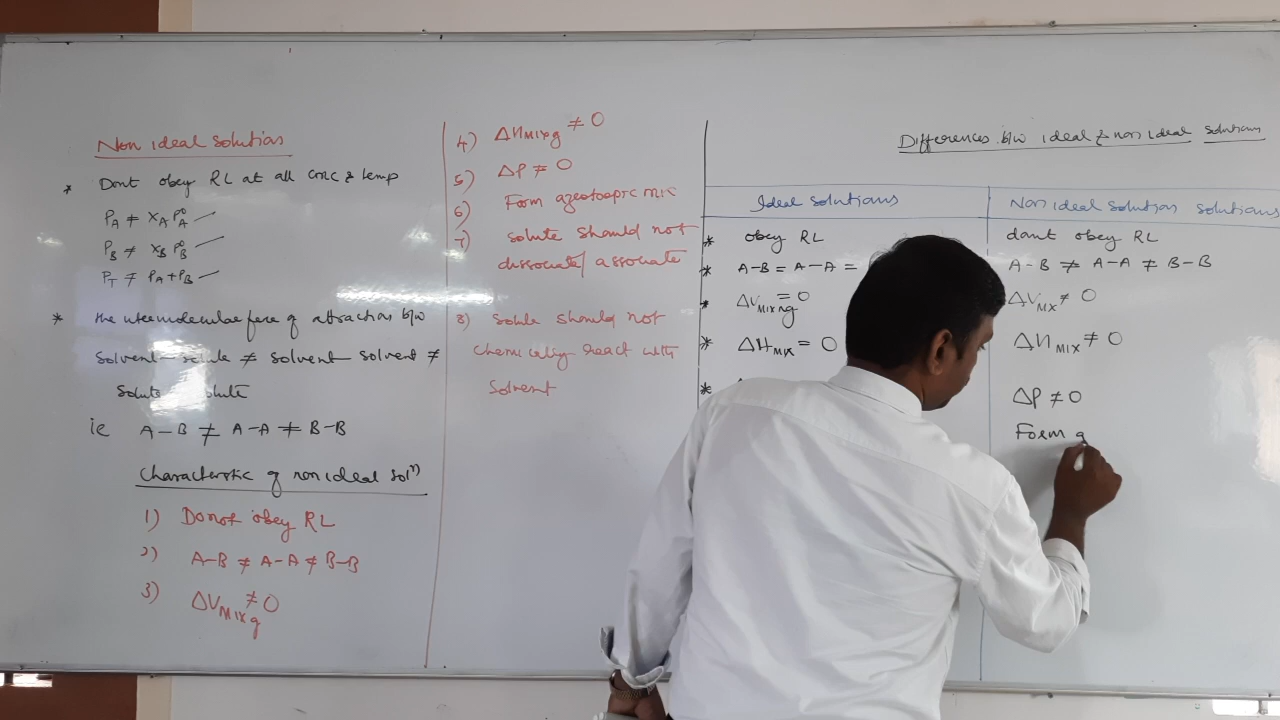 Non ideal solutions
* Dont obey RL at all conc & temp
P_A ≠ X_A P°_A
P_B ≠ X_B P°_B
P_T ≠ P_A + P_B
* the intermolecular force of attraction b/w
solvent - solute ≠ solvent solvent ≠
solute solute
ie A-B ≠ A-A ≠ B-B
Characteristic of non ideal sol^n
1) Do not obey RL
2) A-B ≠ A-A ≠ B-B
3) ΔV_Mixg ≠ 0
4) ΔH_Mixg ≠ 0
5) ΔP ≠ 0
6) Form azeotropic mix
7) solute should not
dissociate/associate
8) Solute should not
chemically react with
solvent
Differences b/w ideal & non ideal solutions
Ideal solutions
Non ideal solution solutions
* obey RL
dont obey RL
* A-B = A-A =
A-B ≠ A-A ≠ B-B
* ΔV_Mixing = 0
ΔV_Mix ≠ 0
* ΔH_Mix = 0
ΔH_Mix ≠ 0
*
ΔP ≠ 0
Form a